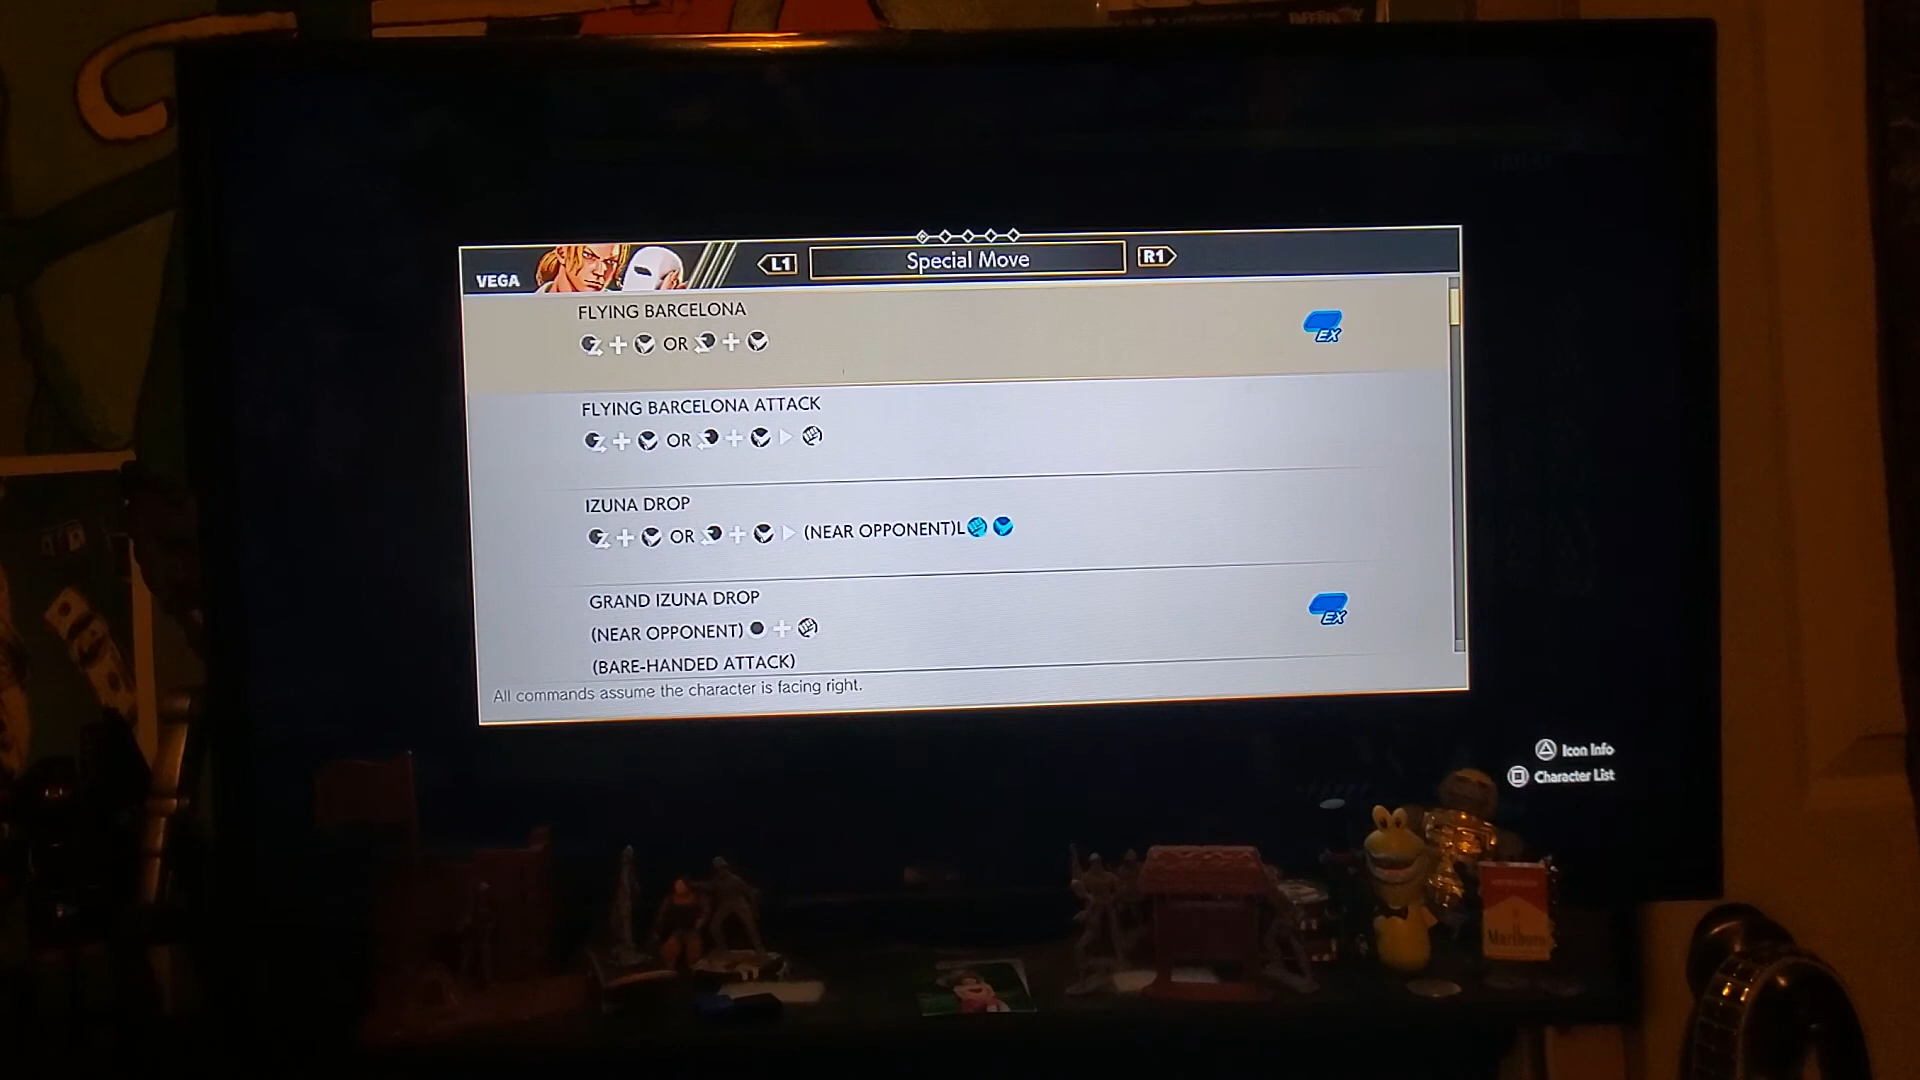 VEGA
L1
Special Move
R1
FLYING BARCELONA
OR
EX
FLYING BARCELONA ATTACK
OR
IZUNA DROP
OR (NEAR OPPONENT)L
GRAND IZUNA DROP
(NEAR OPPONENT)
EX
(BARE-HANDED ATTACK)
All commands assume the character is facing right.
Icon Info
Character List
Marlboro